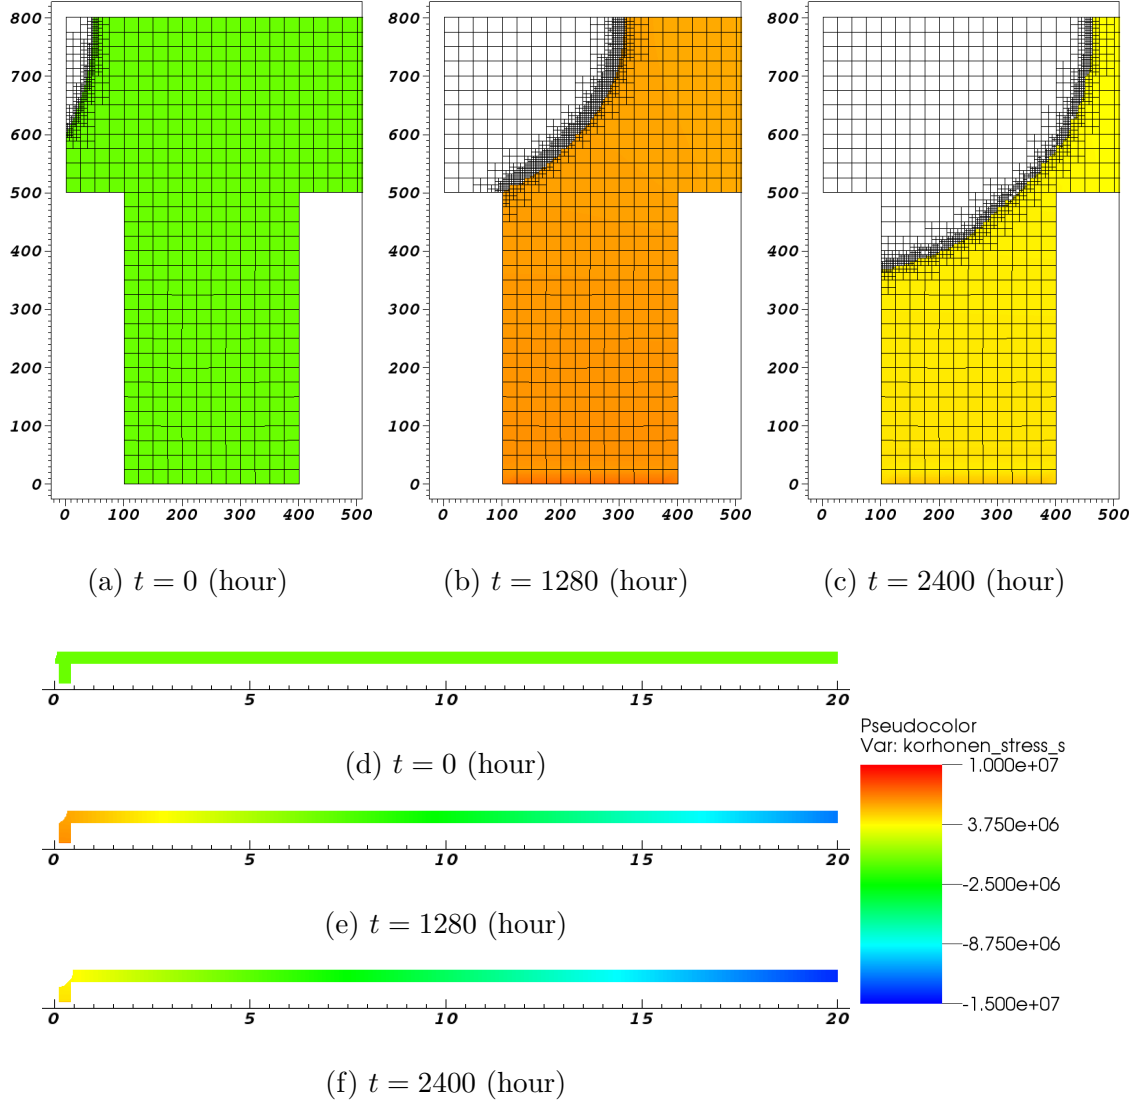 800
700
600
500
400
300
200
100
0
0 100 200 300 400 500
800
700
600
500
400
300
200
100
0
0 100 200 300 400 500
800
700
600
500
400
300
200
100
0
0 100 200 300 400 500
(a) t = 0 (hour)
(b) t = 1280 (hour)
(c) t = 2400 (hour)
0 5 10 15 20
(d) t = 0 (hour)
0 5 10 15 20
(e) t = 1280 (hour)
0 5 10 15 20
(f) t = 2400 (hour)
Pseudocolor
Var: korhonen_stress_s
1.000e+07
3.750e+06
-2.500e+06
-8.750e+06
-1.500e+07